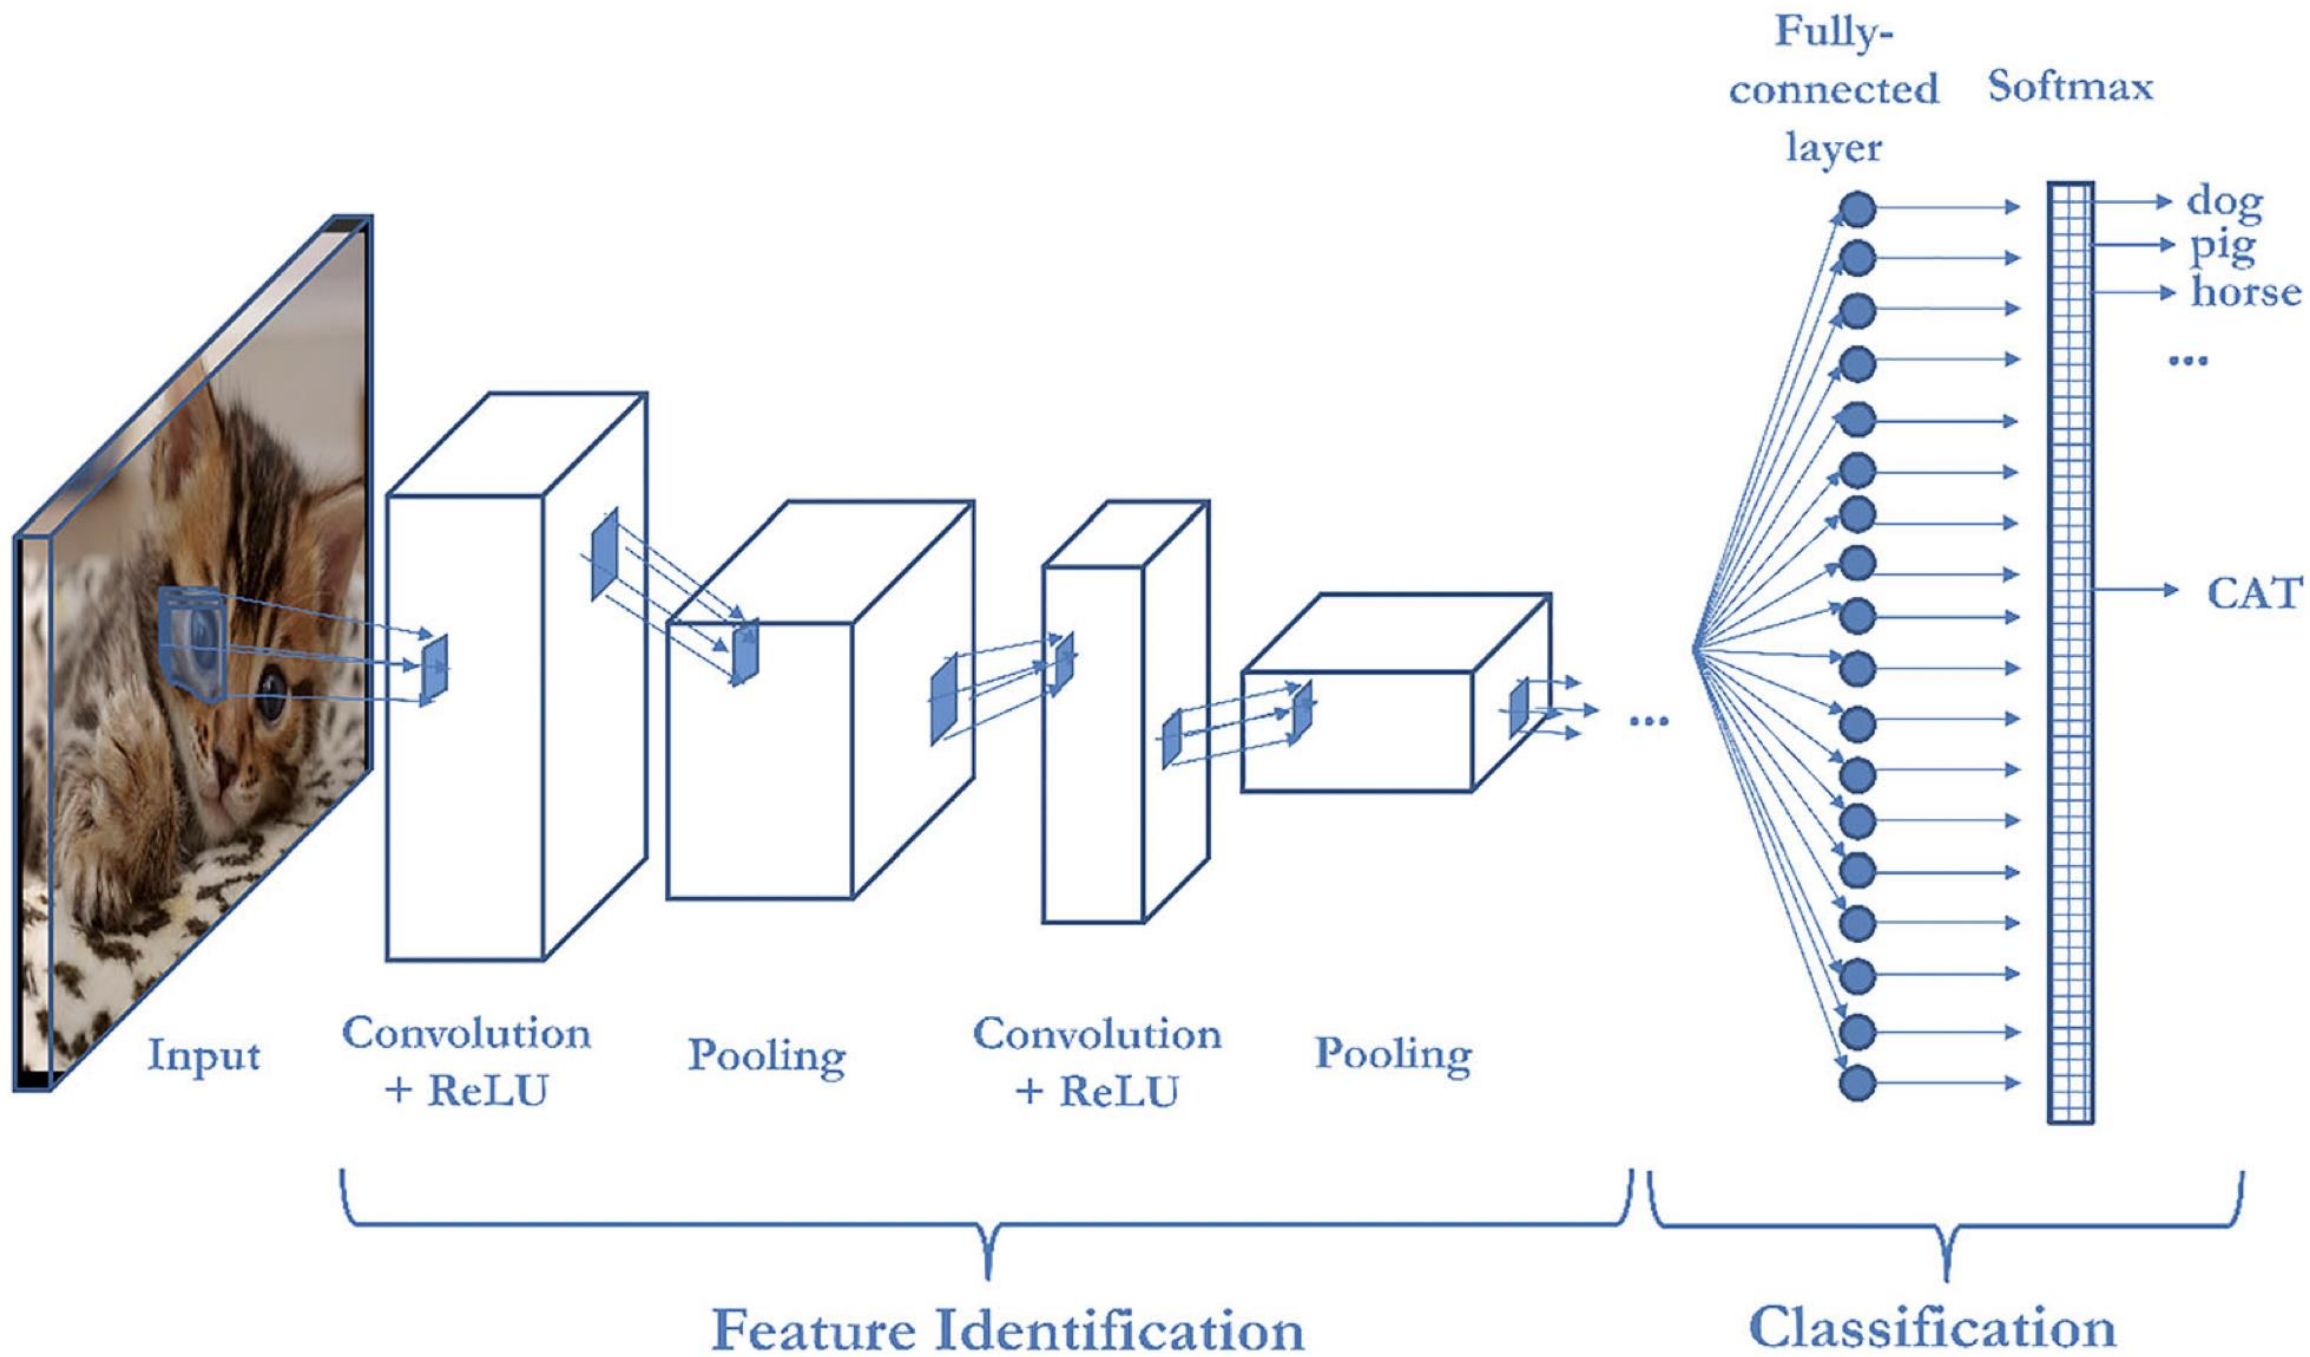 Fully-
connected
layer
Softmax
dog
pig
horse
...
CAT
...
Input
Convolution
+ ReLU
Pooling
Convolution
+ ReLU
Pooling
Feature Identification
Classification